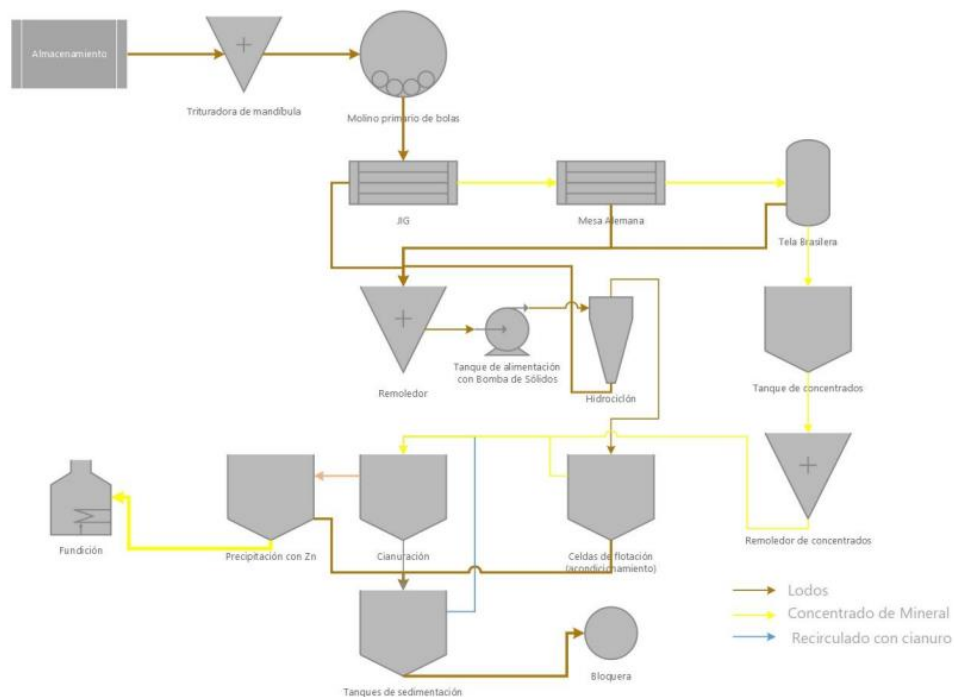 Almacenamiento
Trituradora de mandíbula
Molino primario de bolas
JIG
Mesa Alemana
Tela Brasilera
Remoledor
Tanque de alimentación
con Bomba de Sólidos
Hidrociclón
Tanque de concentrados
Fundición
Precipitación con Zn
Cianuración
Celdas de flotación
(acondicionamiento)
Remoledor de concentrados
Tanques de sedimentación
Bloquera
Lodos
Concentrado de Mineral
Recirculado con cianuro